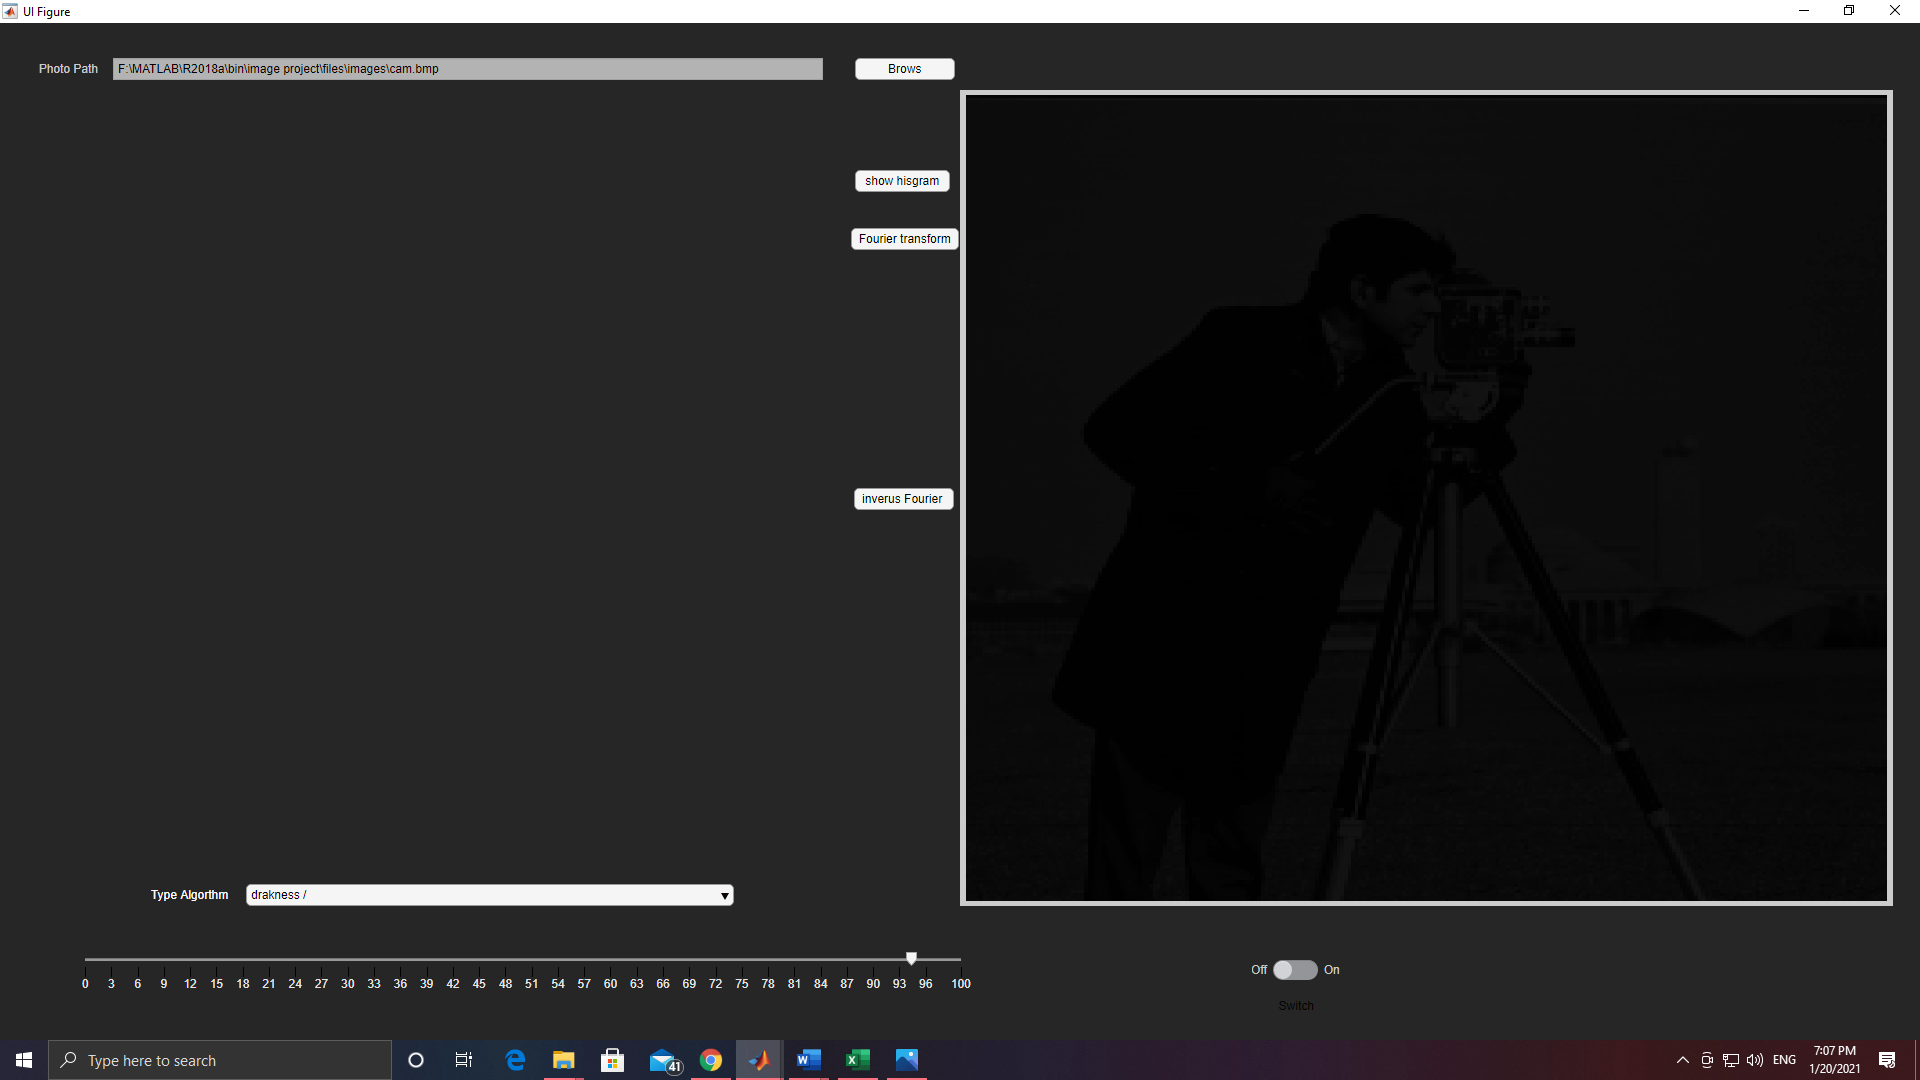 UI Figure
Photo Path F:\MATLAB\R2018a\bin\image project\files\images\cam.bmp Brows
show hisgram
Fourier transform
inverus Fourier
Type Algorthm drakness /
0 3 6 9 12 15 18 21 24 27 30 33 36 39 42 45 48 51 54 57 60 63 66 69 72 75 78 81 84 87 90 93 96 100
Off On
Switch
Type here to search
41
ENG
7:07 PM
1/20/2021